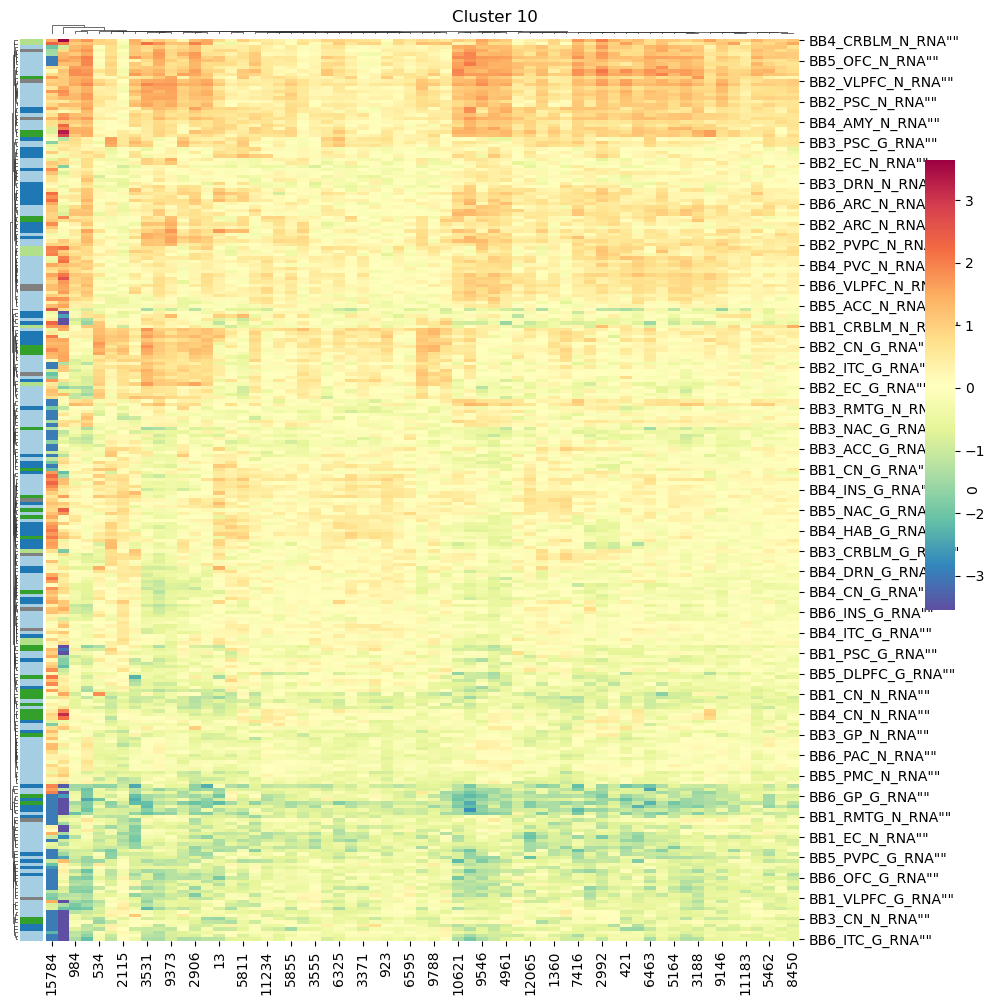 Cluster 10
BB4_CRBLM_N_RNA""
BB5_OFC_N_RNA""
BB2_VLPFC_N_RNA""
BB2_PSC_N_RNA""
BB4_AMY_N_RNA""
BB3_PSC_G_RNA""
BB2_EC_N_RNA""
BB3_DRN_N_RNA
BB6_ARC_N_RNA
BB2_ARC_N_RNA
BB2_PVPC_N_RN
BB4_PVC_N_RNA
BB6_VLPFC_N_RN
BB5_ACC_N_RNA
BB1_CRBLM_N_R
BB2_CN_G_RNA"
BB2_ITC_G_RNA"
BB2_EC_G_RNA"
BB3_RMTG_N_RN
BB3_NAC_G_RNA
BB3_ACC_G_RNA
BB1_CN_G_RNA"
BB4_INS_G_RNA"
BB5_NAC_G_RNA
BB4_HAB_G_RNA
BB3_CRBLM_G_R
BB4_DRN_G_RNA
BB4_CN_G_RNA"
BB6_INS_G_RNA"
BB4_ITC_G_RNA""
BB1_PSC_G_RNA""
BB5_DLPFC_G_RNA""
BB1_CN_N_RNA""
BB4_CN_N_RNA""
BB3_GP_N_RNA""
BB6_PAC_N_RNA""
BB5_PMC_N_RNA""
BB6_GP_G_RNA""
BB1_RMTG_N_RNA""
BB1_EC_N_RNA""
BB5_PVPC_G_RNA""
BB6_OFC_G_RNA""
BB1_VLPFC_G_RNA""
BB3_CN_N_RNA""
BB6_ITC_G_RNA""
3
2
1
0
−1
−2
−3
0
15784 984 534 2115 3531 9373 2906 13 5811 11234 5855 3555 6325 3371 923 6595 9788 10621 9546 4961 12065 1360 7416 2992 421 6463 5164 3188 9146 11183 5462 8450